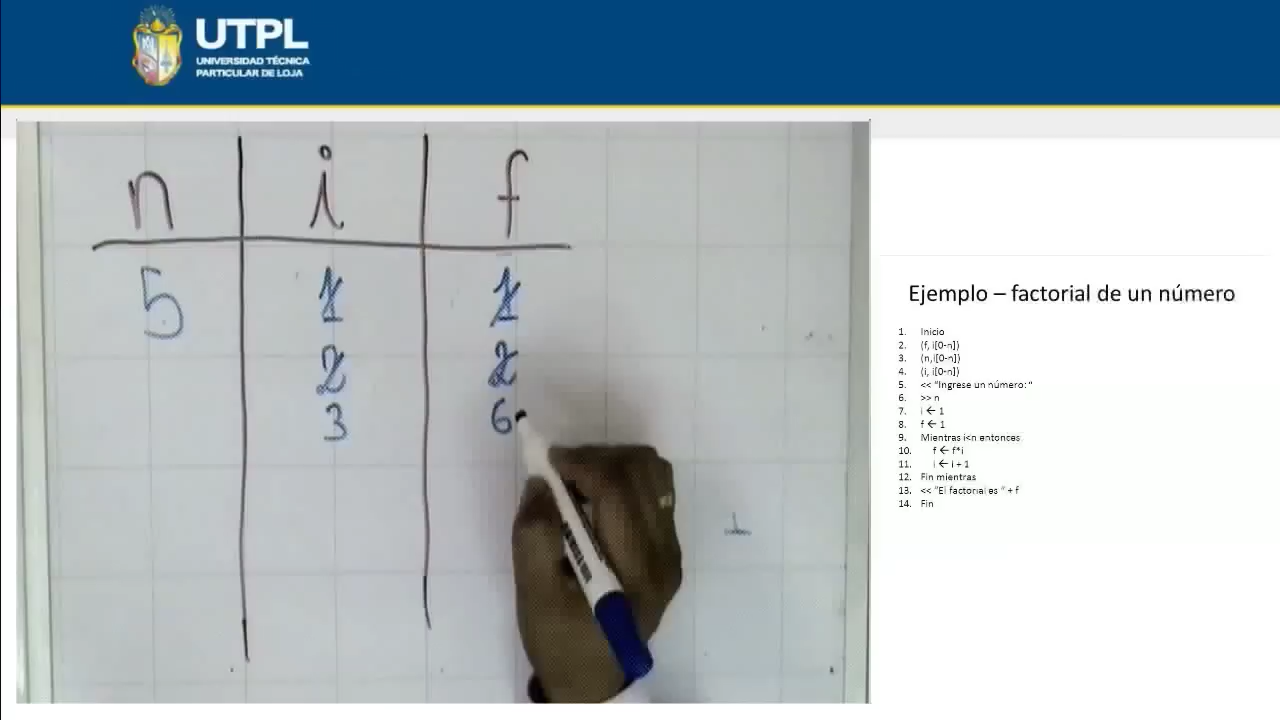 UTPL
UNIVERSIDAD TÉCNICA
PARTICULAR DE LOJA
n i f
5 1 1
2 2
3 6
Ejemplo – factorial de un número
1. Inicio
2. (f, i[0-n])
3. (n,i[0-n])
4. (i, i[0-n])
5. << "Ingrese un número: "
6. >> n
7. i ← 1
8. f ← 1
9. Mientras i<n entonces
10. f ← f*i
11. i ← i + 1
12. Fin mientras
13. << "El factorial es " + f
14. Fin